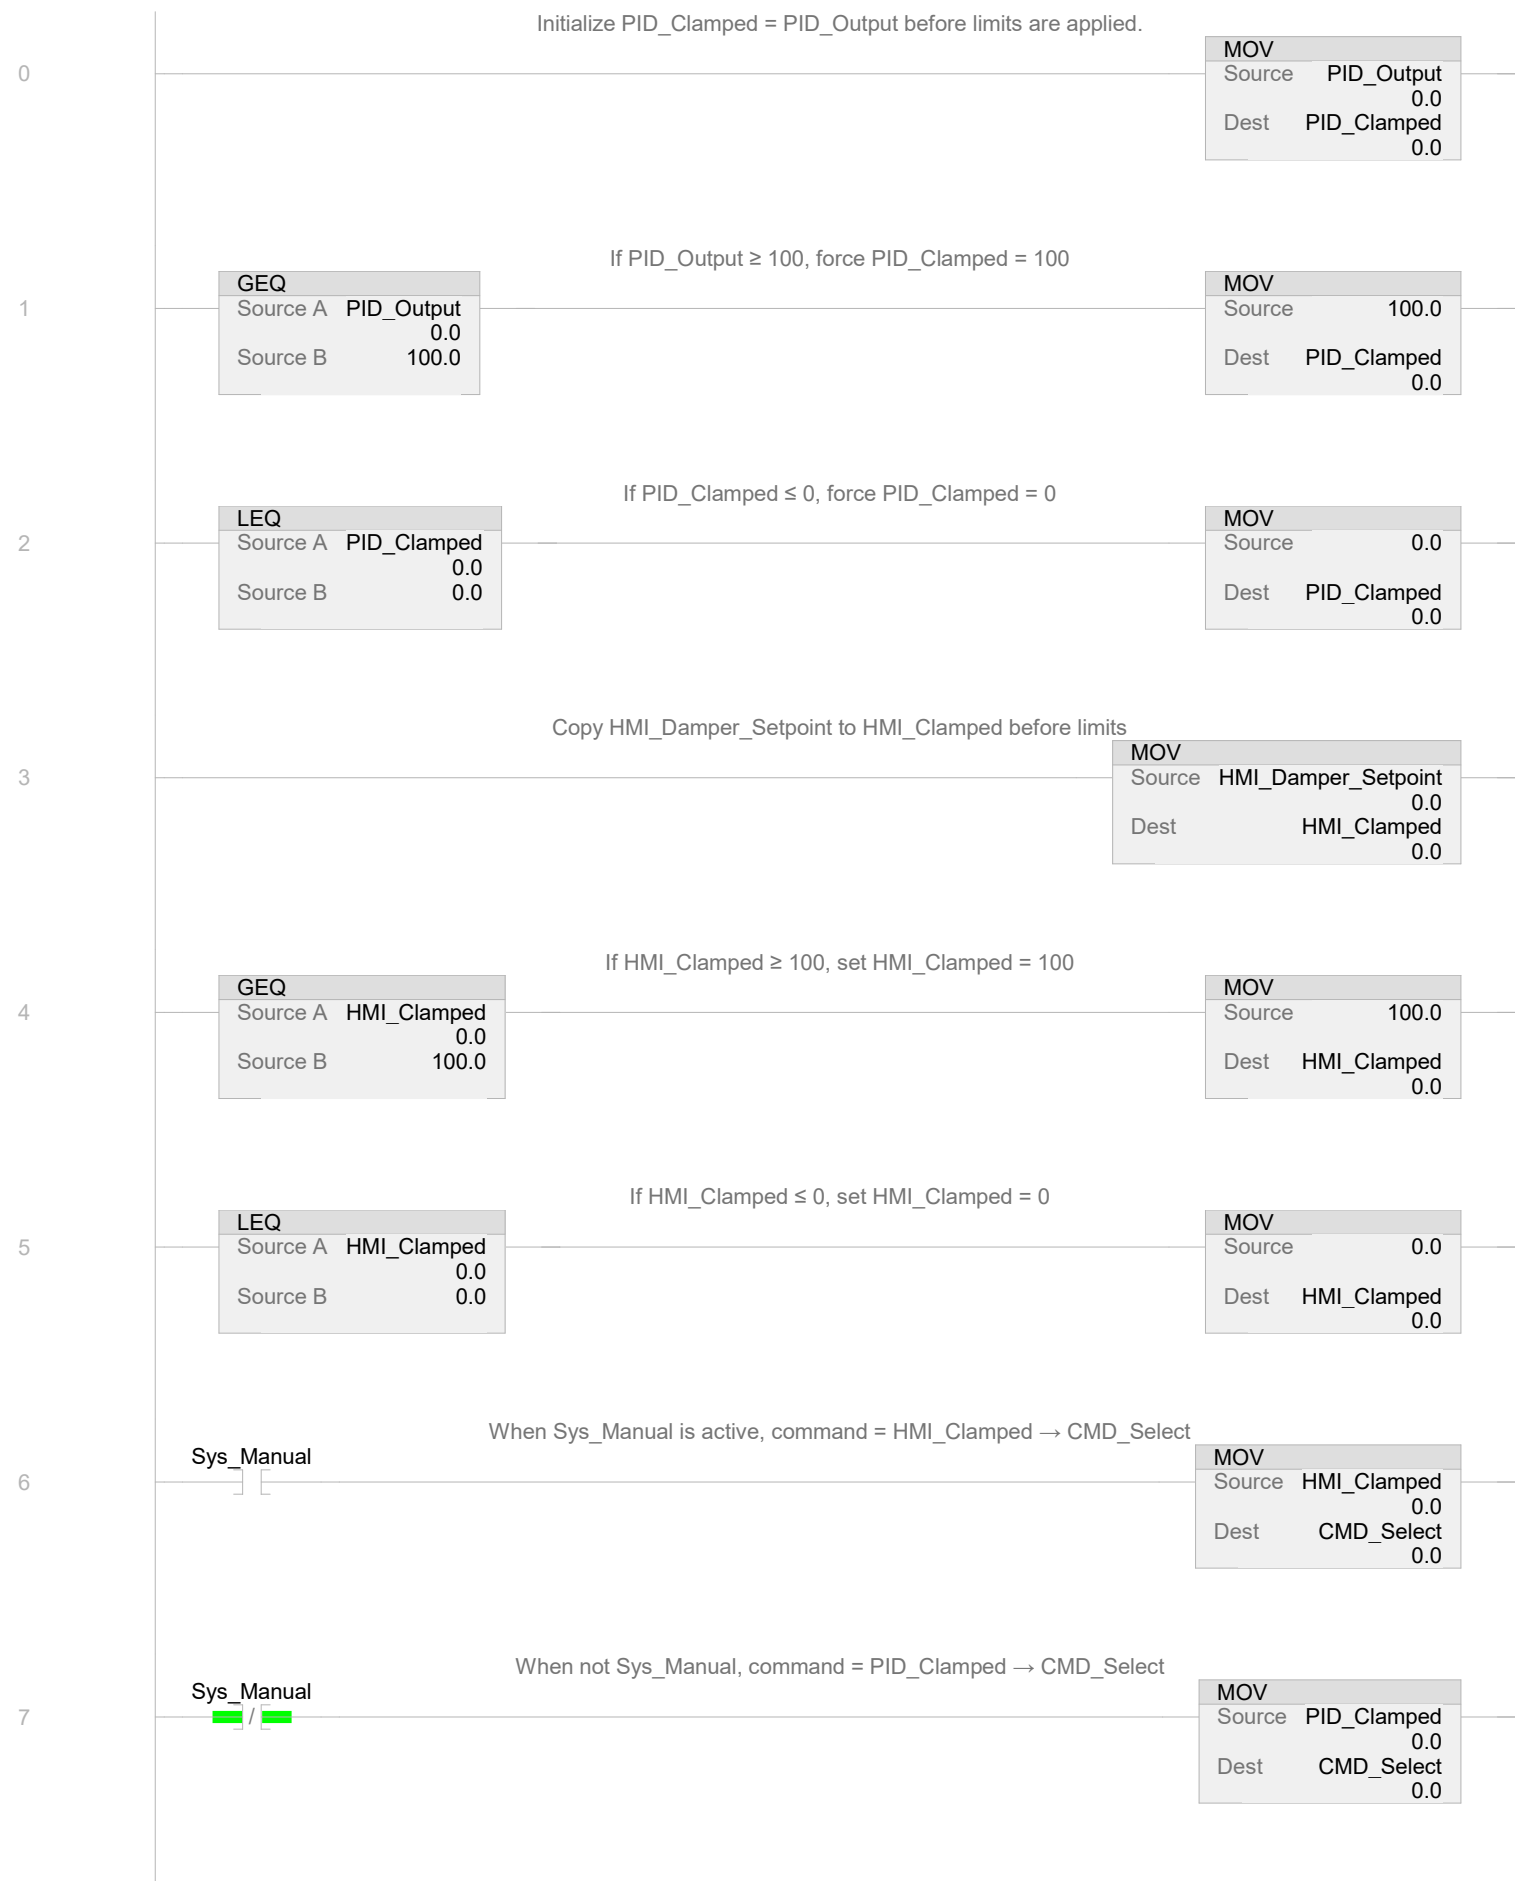 Initialize PID_Clamped = PID_Output before limits are applied.
0
MOV
Source PID_Output
0.0
Dest PID_Clamped
0.0
If PID_Output ≥ 100, force PID_Clamped = 100
1
GEQ
Source A PID_Output
0.0
Source B 100.0
MOV
Source 100.0
Dest PID_Clamped
0.0
If PID_Clamped ≤ 0, force PID_Clamped = 0
2
LEQ
Source A PID_Clamped
0.0
Source B 0.0
MOV
Source 0.0
Dest PID_Clamped
0.0
Copy HMI_Damper_Setpoint to HMI_Clamped before limits
3
MOV
Source HMI_Damper_Setpoint
0.0
Dest HMI_Clamped
0.0
If HMI_Clamped ≥ 100, set HMI_Clamped = 100
4
GEQ
Source A HMI_Clamped
0.0
Source B 100.0
MOV
Source 100.0
Dest HMI_Clamped
0.0
If HMI_Clamped ≤ 0, set HMI_Clamped = 0
5
LEQ
Source A HMI_Clamped
0.0
Source B 0.0
MOV
Source 0.0
Dest HMI_Clamped
0.0
When Sys_Manual is active, command = HMI_Clamped → CMD_Select
6
Sys_Manual
MOV
Source HMI_Clamped
0.0
Dest CMD_Select
0.0
When not Sys_Manual, command = PID_Clamped → CMD_Select
7
Sys_Manual
/
MOV
Source PID_Clamped
0.0
Dest CMD_Select
0.0